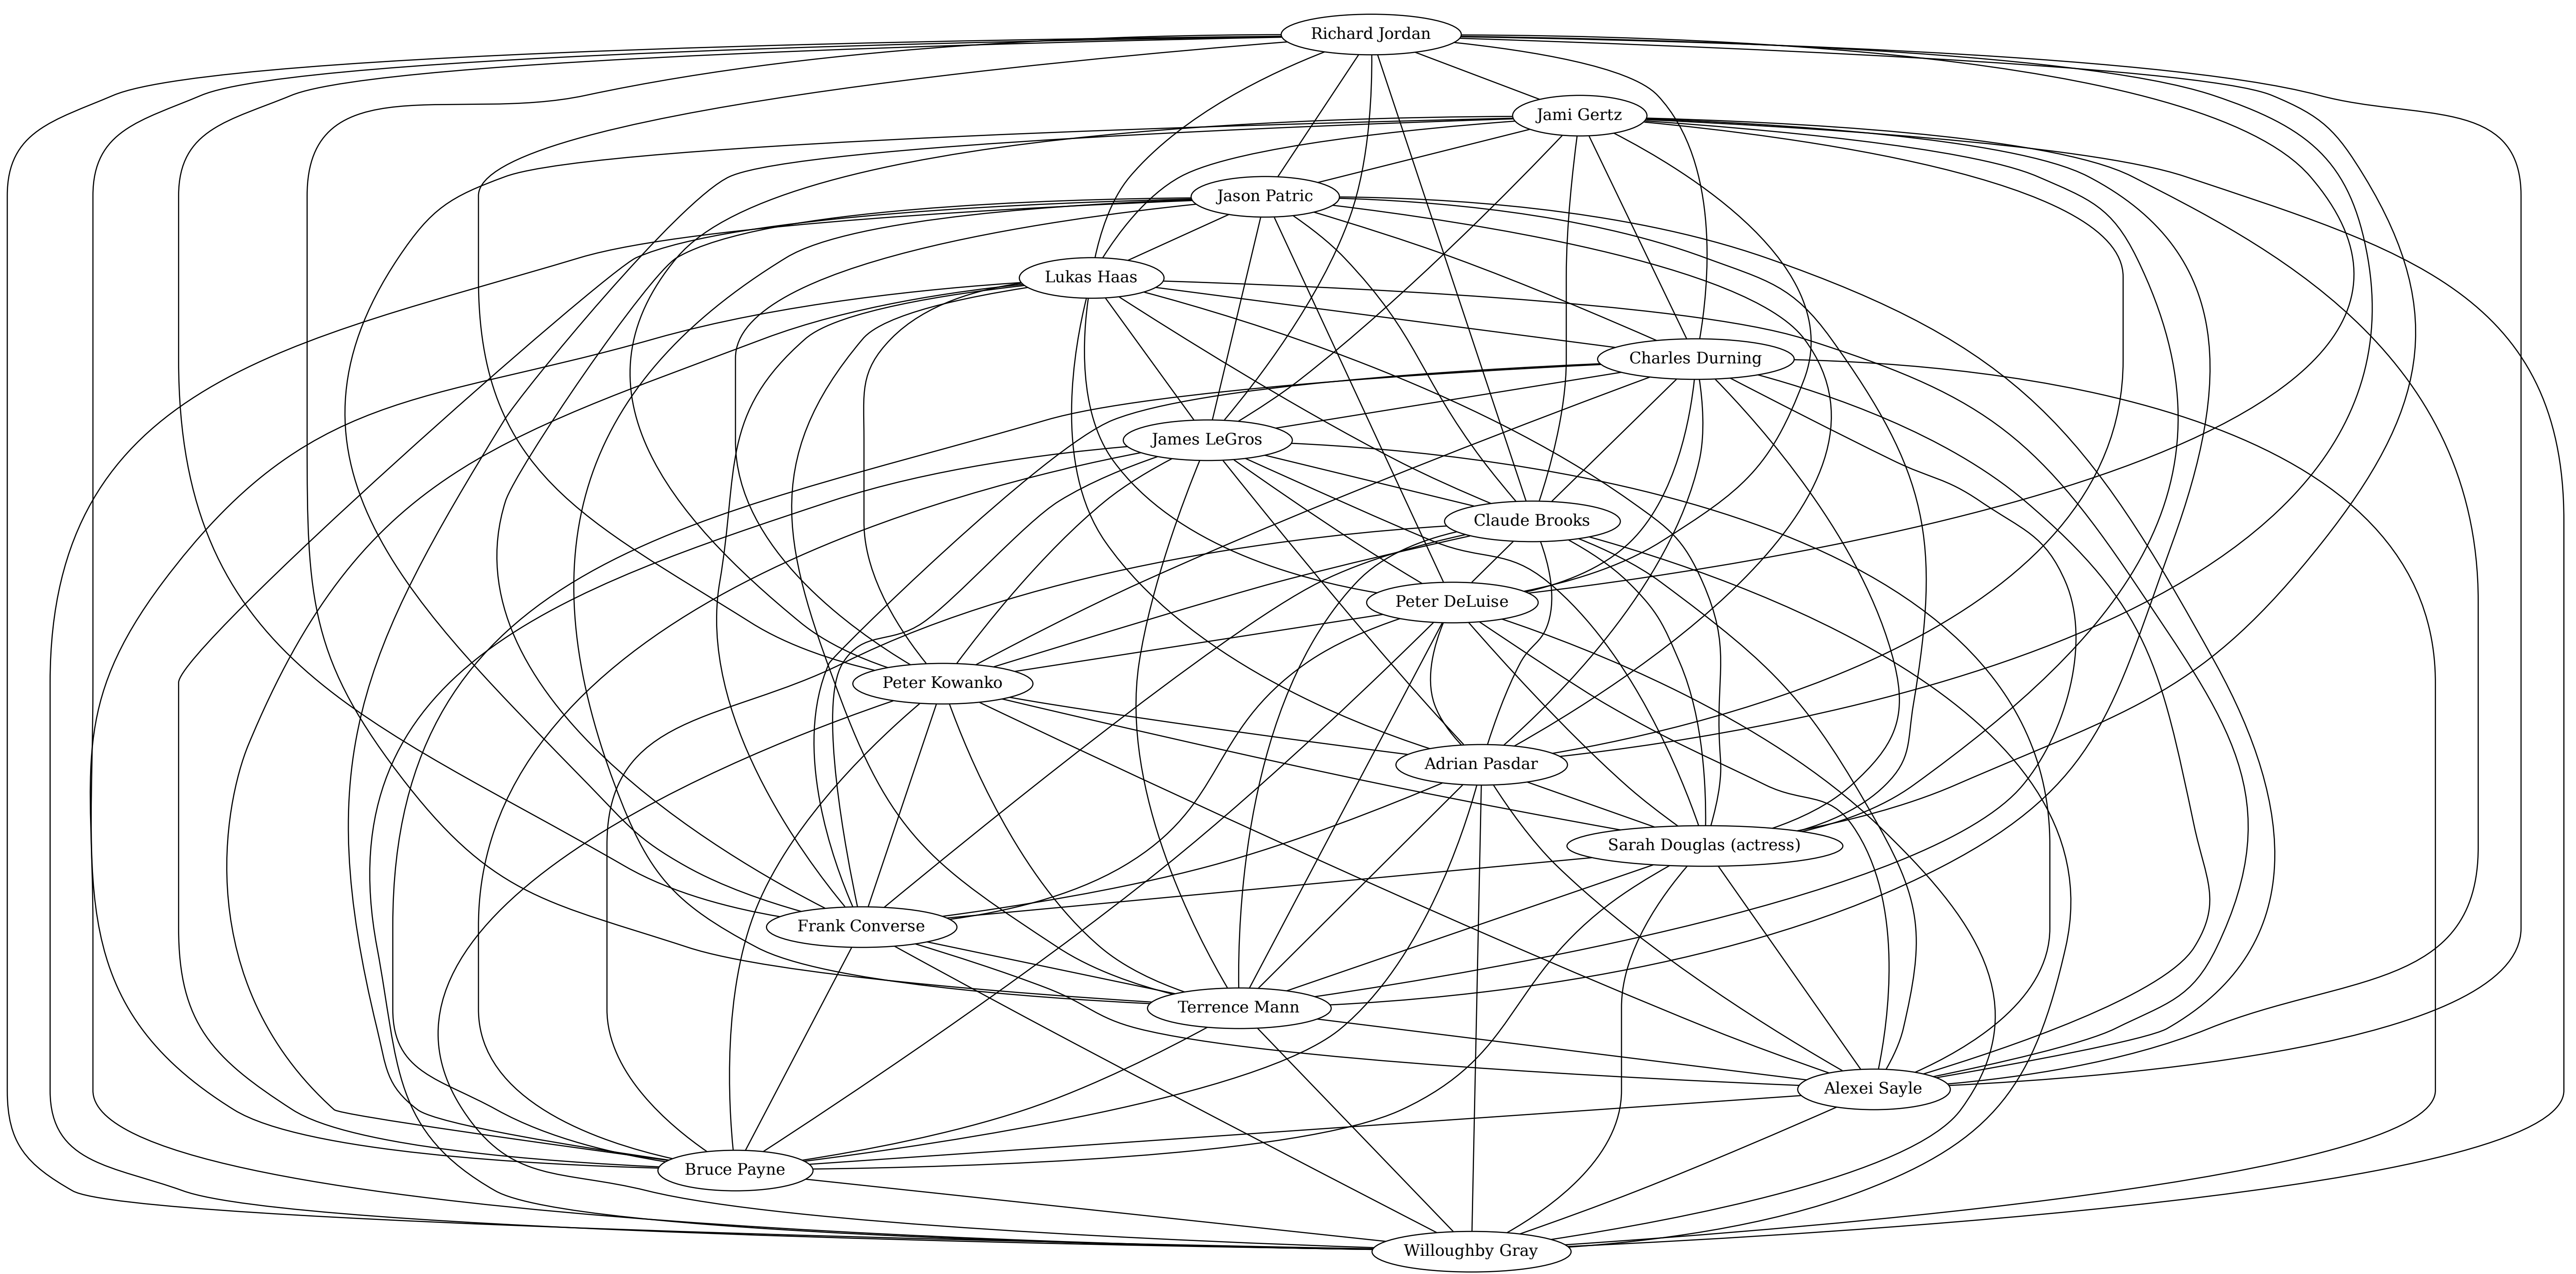 Richard Jordan
Jami Gertz
Jason Patric
Lukas Haas
Charles Durning
James LeGros
Claude Brooks
Peter DeLuise
Peter Kowanko
Adrian Pasdar
Sarah Douglas (actress)
Frank Converse
Terrence Mann
Alexei Sayle
Bruce Payne
Willoughby Gray